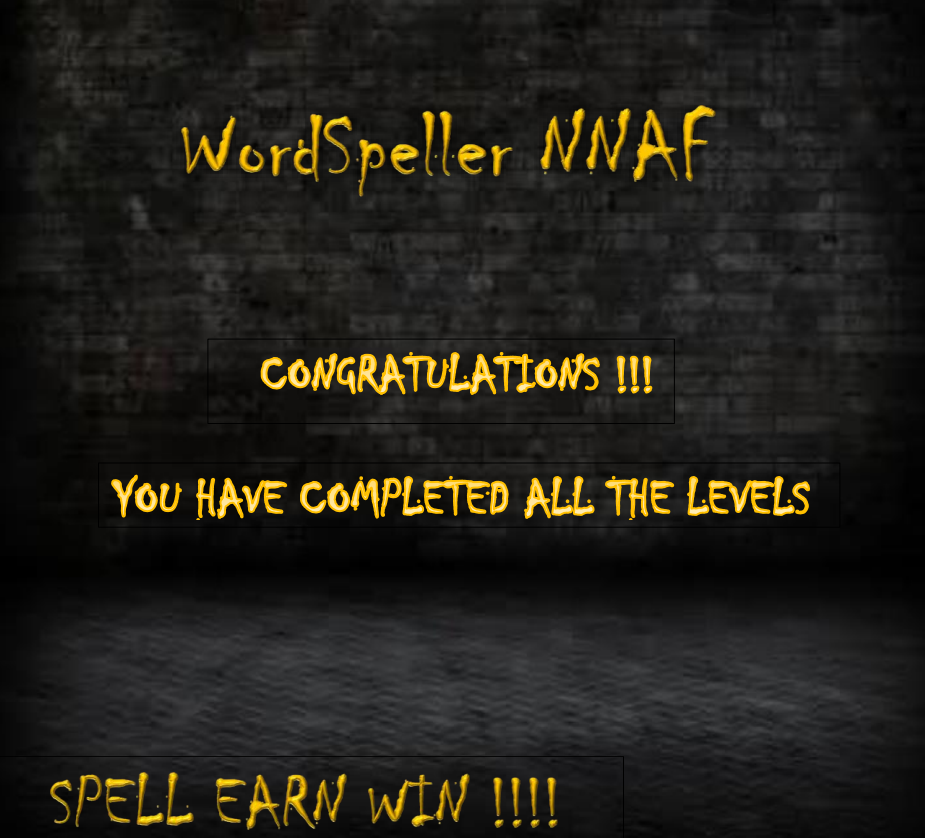 WordSpeller NNAF
CONGRATULATIONS !!!
YOU HAVE COMPLETED ALL THE LEVELS
SPELL EARN WIN !!!!